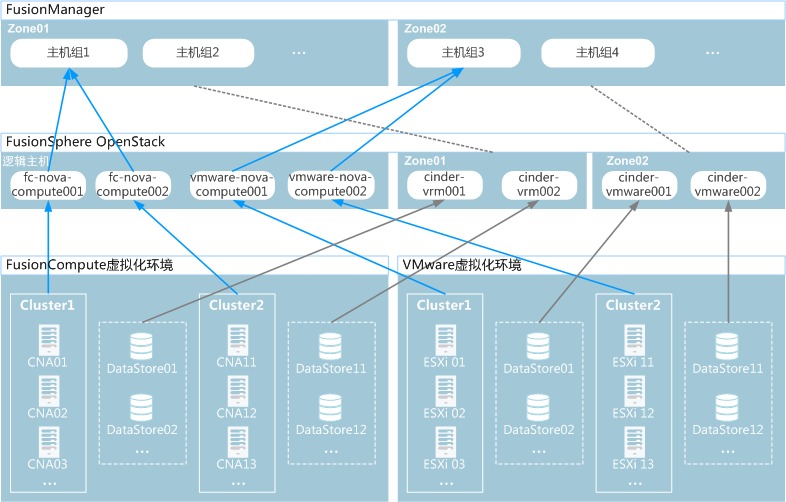 FusionManager
Zone01
主机组1
主机组2
...
Zone02
主机组3
主机组4
...
FusionSphere OpenStack
逻辑主机
fc-nova-
compute001
fc-nova-
compute002
vmware-nova-
compute001
vmware-nova-
compute002
Zone01
cinder-
vrm001
cinder-
vrm002
Zone02
cinder-
vmware001
cinder-
vmware002
FusionCompute虚拟化环境
Cluster1
CNA01
CNA02
CNA03
...
DataStore01
DataStore02
...
Cluster2
CNA11
CNA12
CNA13
...
DataStore11
DataStore12
...
VMware虚拟化环境
Cluster1
ESXi 01
ESXi 02
ESXi 03
...
DataStore01
DataStore02
...
Cluster2
ESXi 11
ESXi 12
ESXi 13
...
DataStore11
DataStore12
...